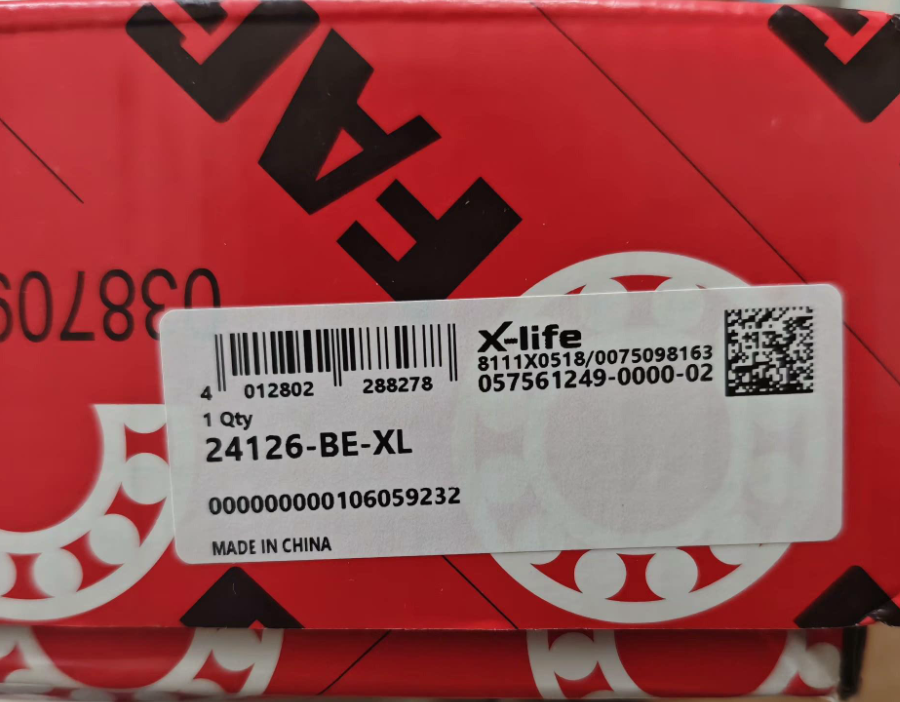 FAG
038709
X-life
8111X0518/0075098163
057561249-0000-02
4 012802 288278
1 Qty
24126-BE-XL
000000000106059232
MADE IN CHINA